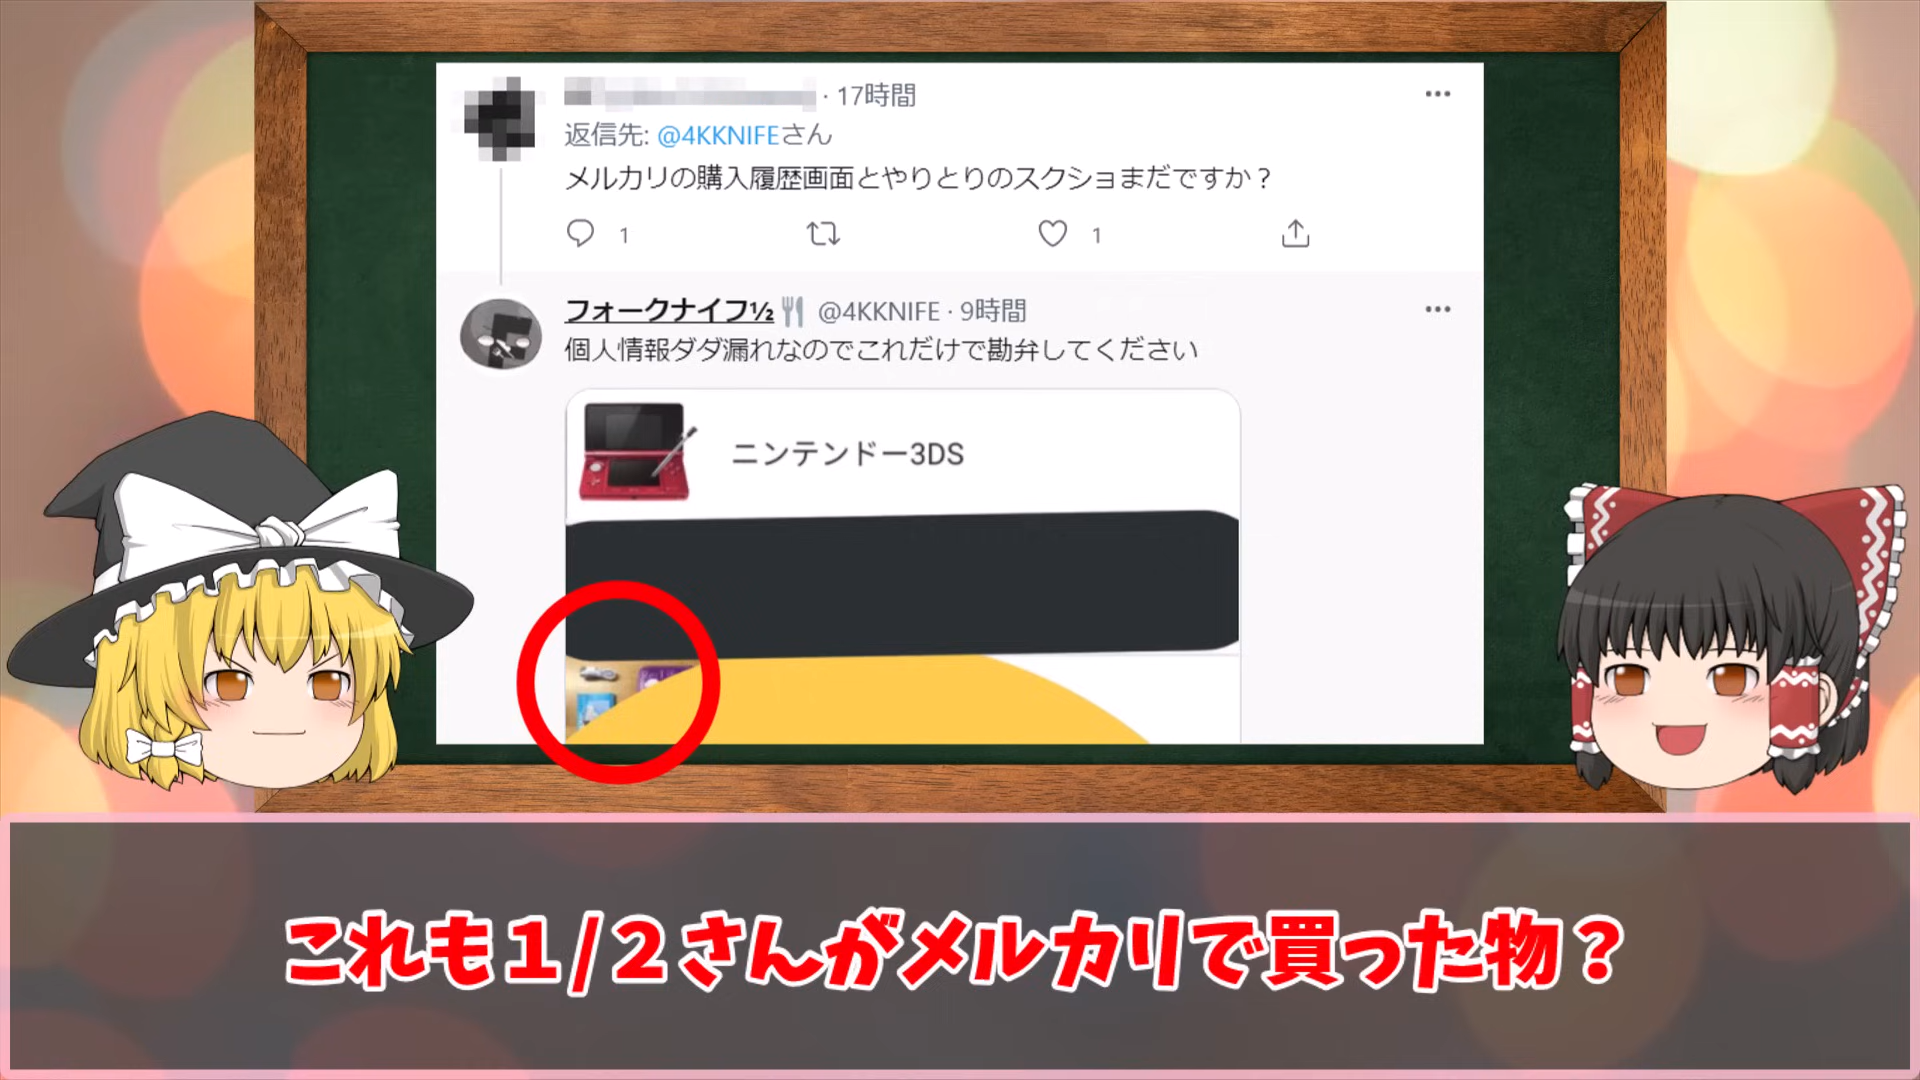 · 17時間
返信先: @4KKNIFEさん
メルカリの購入履歴画面とやりとりのスクショまだですか？
1
1
フォークナイフ½🍴 @4KKNIFE · 9時間
個人情報ダダ漏れなのでこれだけで勘弁してください
ニンテンドー3DS
これも1/2さんがメルカリで買った物？